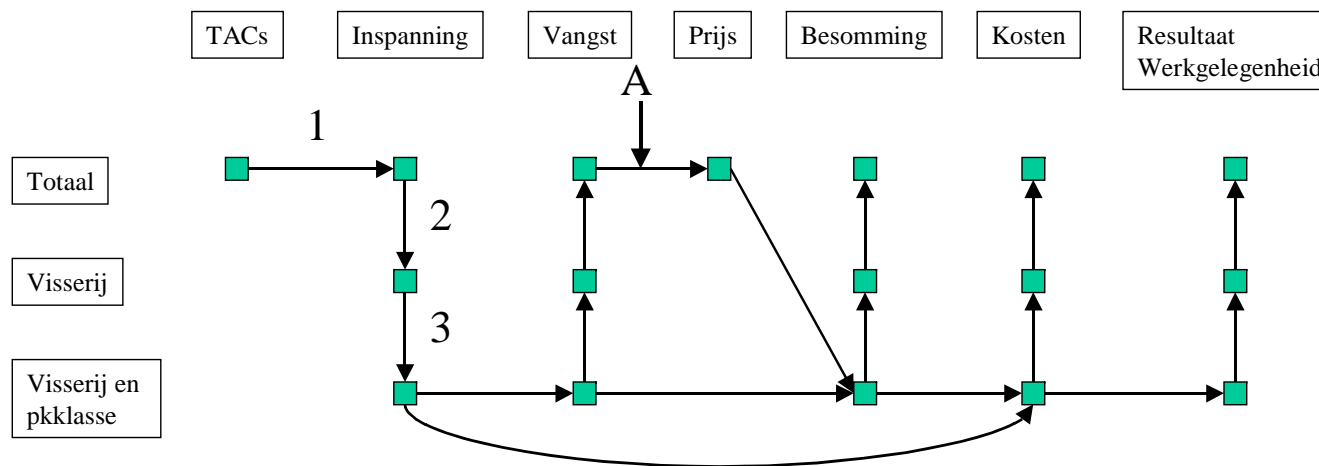 TACs
Inspanning
Vangst
Prijs
Besomming
Kosten
Resultaat
Werkgelegenheid
A
1
Totaal
2
Visserij
3
Visserij en
pkklasse